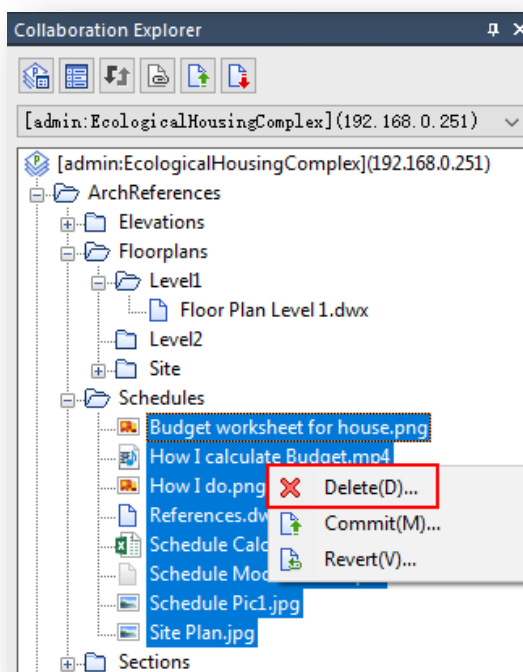 Collaboration Explorer
[admin:EcologicalHousingComplex](192.168.0.251)
[admin:EcologicalHousingComplex](192.168.0.251)
ArchReferences
Elevations
Floorplans
Level1
Floor Plan Level 1.dwx
Level2
Site
Schedules
Budget worksheet for house.png
How I calculate Budget.mp4
How I do.png
Delete(D)...
References.dw
Commit(M)...
Schedule Calc
Revert(V)...
Schedule Mod
Schedule Pic1.jpg
Site Plan.jpg
Sections